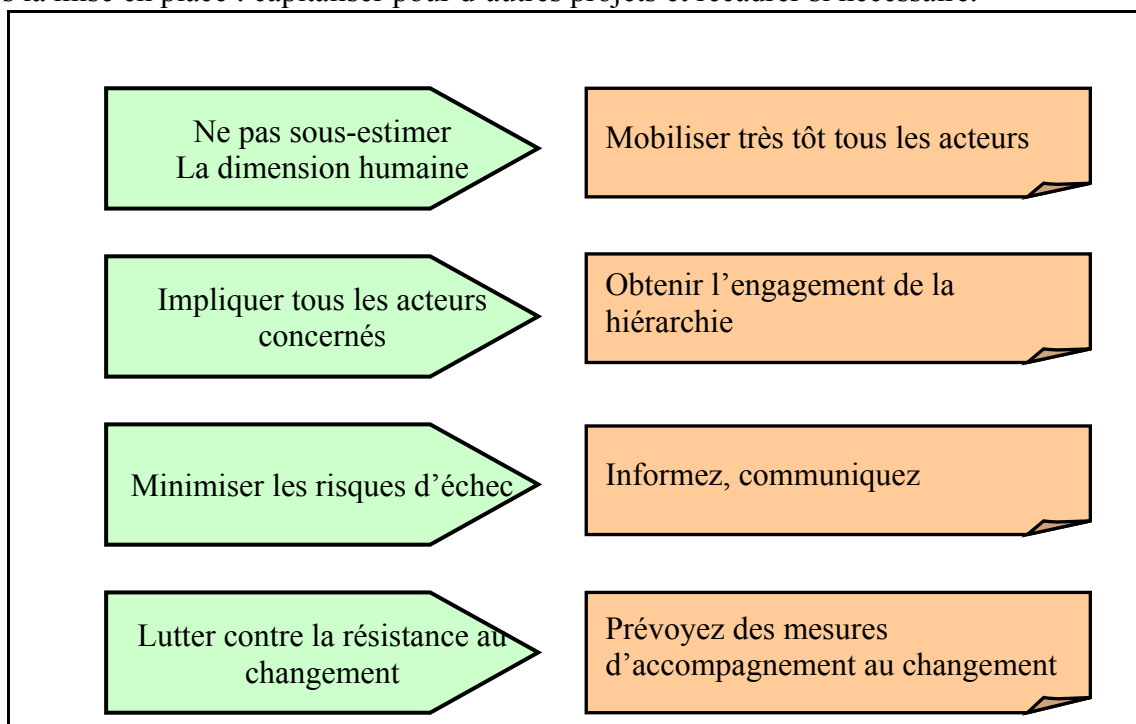 la mise en place : capitaliser pour d'autres projets et recadrer si nécessaire.
Ne pas sous-estimer
La dimension humaine
Mobiliser très tôt tous les acteurs
Impliquer tous les acteurs
concernés
Obtenir l’engagement de la
hiérarchie
Minimiser les risques d’échec
Informez, communiquez
Lutter contre la résistance au
changement
Prévoyez des mesures
d’accompagnement au changement